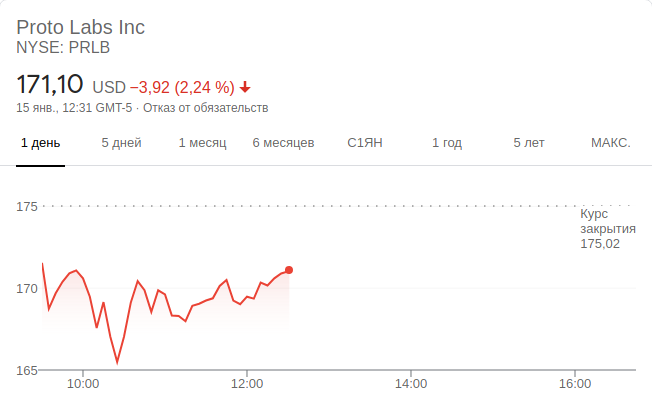 Proto Labs Inc
NYSE: PRLB
171,10 USD −3,92 (2,24 %) ↓
15 янв., 12:31 GMT-5 · Отказ от обязательств
1 день 5 дней 1 месяц 6 месяцев С1ЯН 1 год 5 лет МАКС.
175
Курс
закрытия
175,02
170
165
10:00 12:00 14:00 16:00